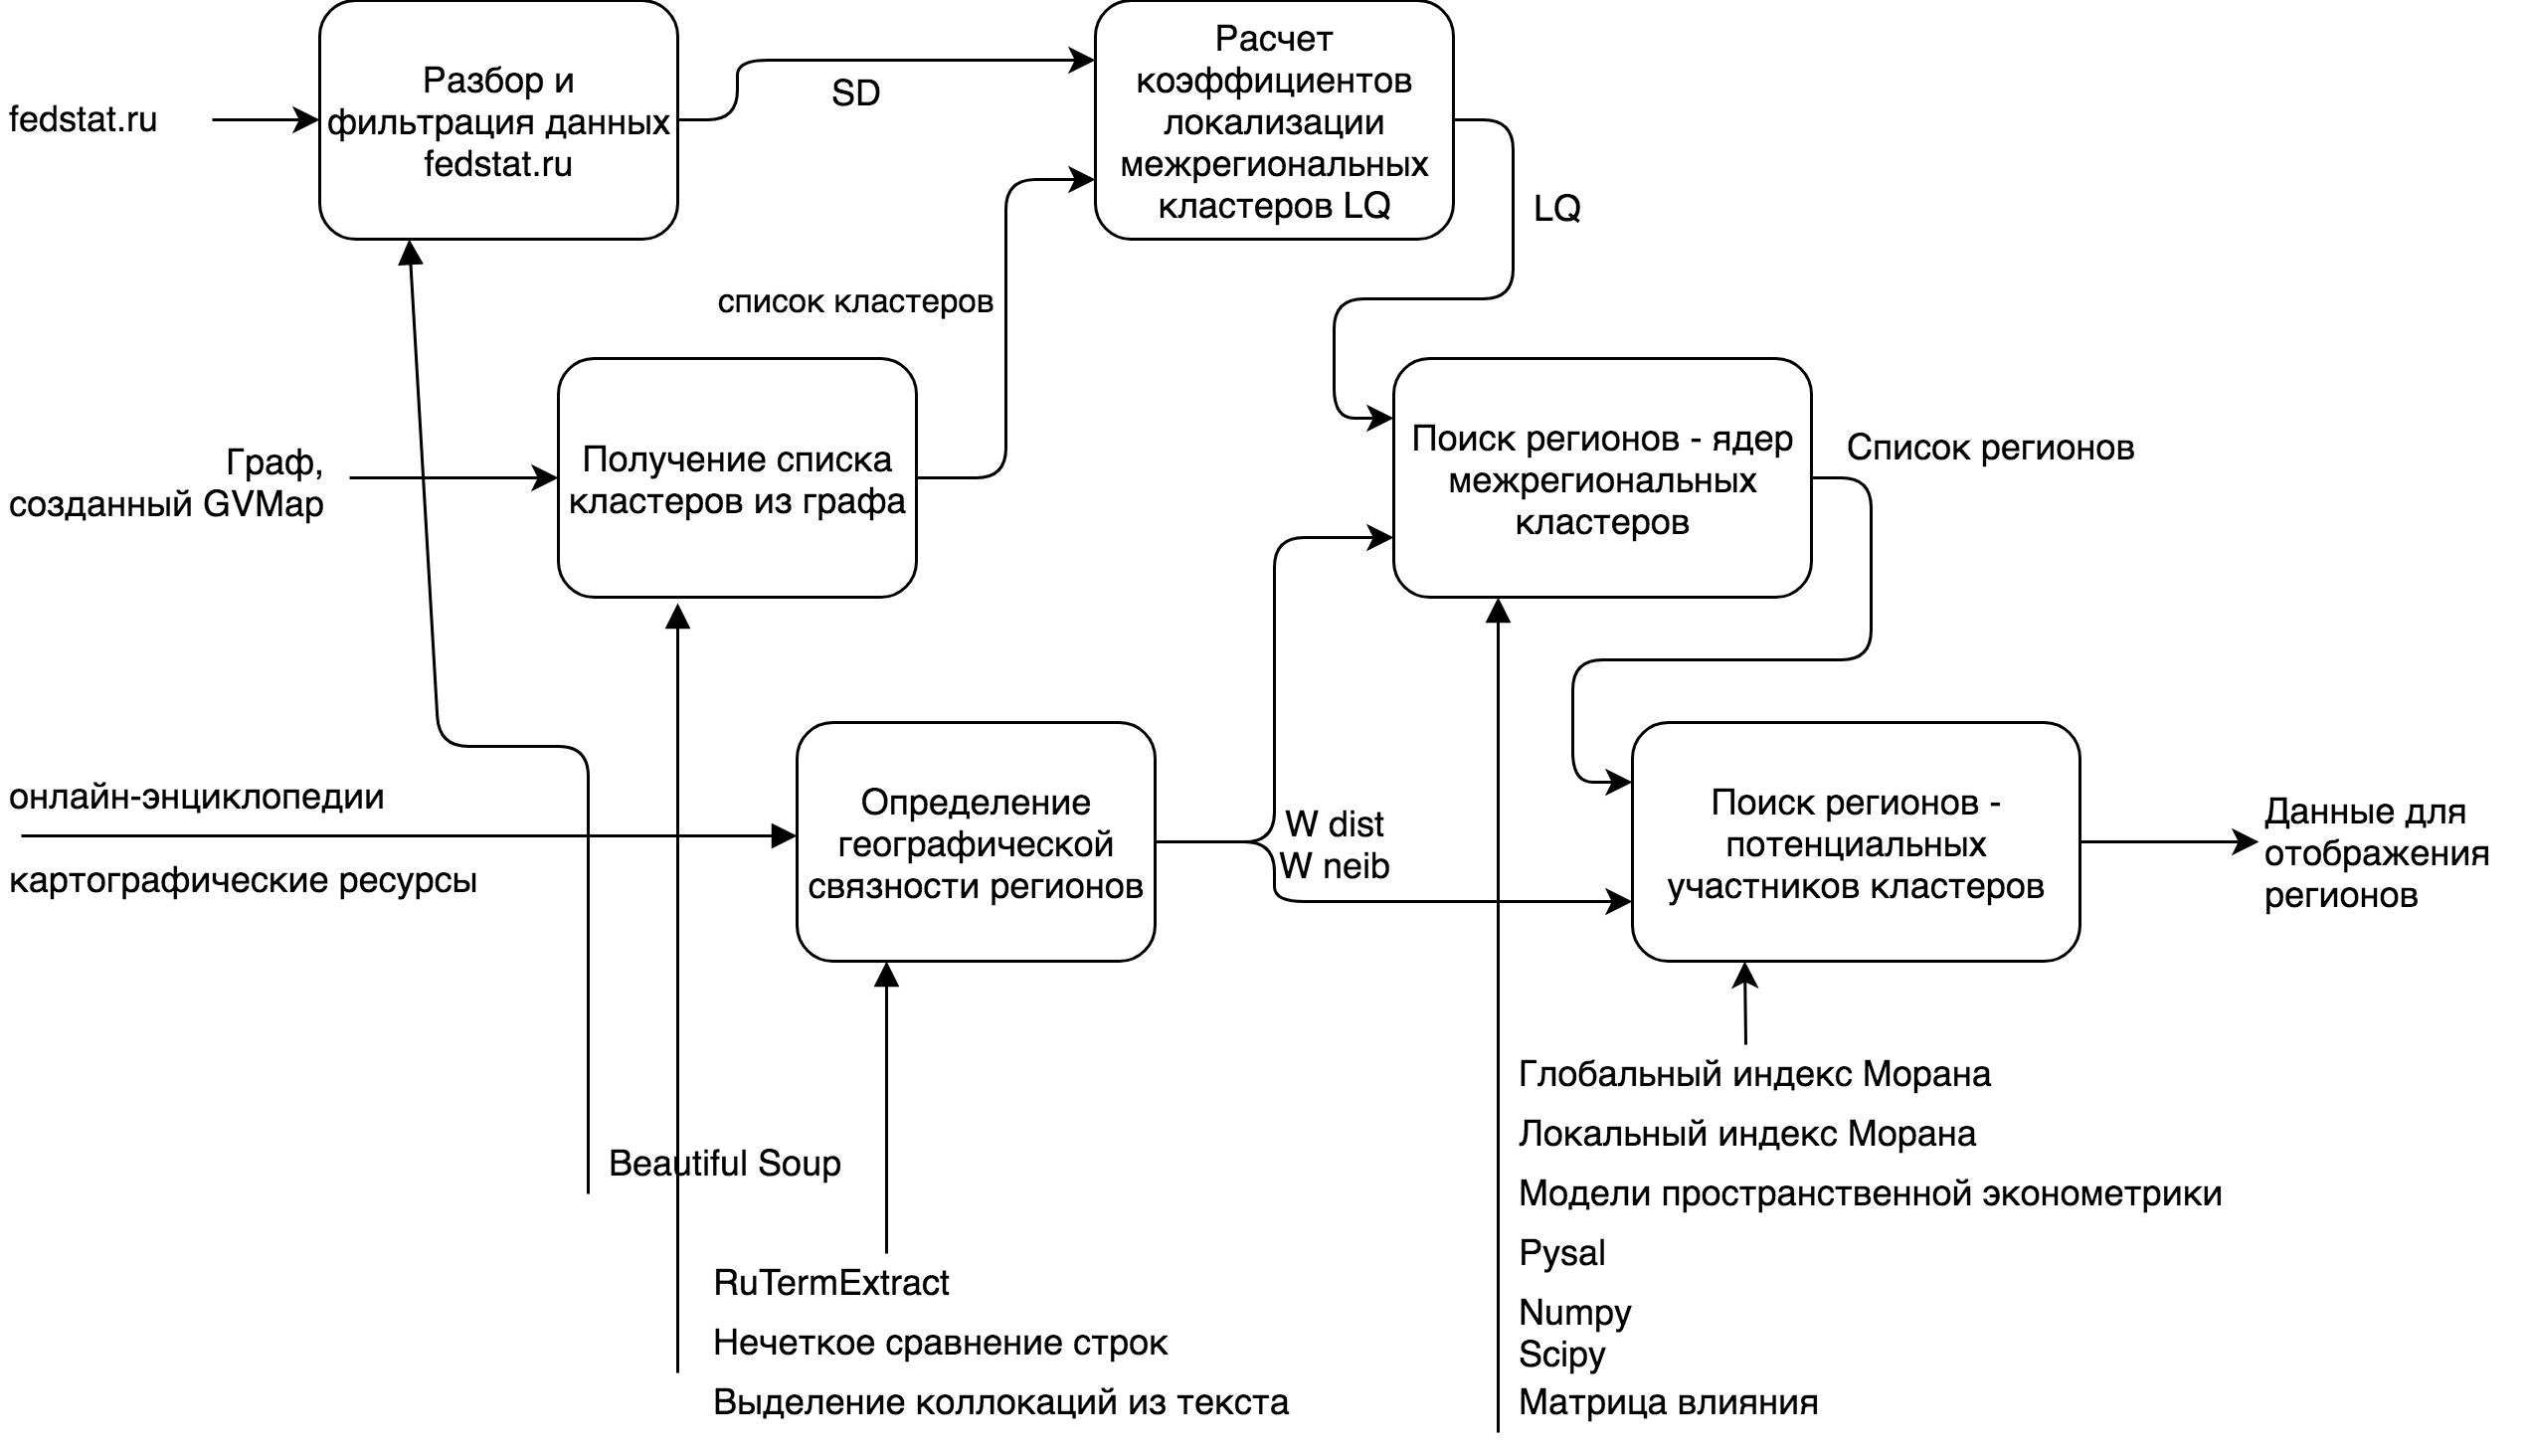 fedstat.ru
Разбор и
фильтрация данных
fedstat.ru
SD
Расчет
коэффициентов
локализации
межрегиональных
кластеров LQ
LQ
список кластеров
Граф,
созданный GVMap
Получение списка
кластеров из графа
Поиск регионов - ядер
межрегиональных
кластеров
Список регионов
онлайн-энциклопедии
картографические ресурсы
Определение
географической
связности регионов
W dist
W neib
Поиск регионов -
потенциальных
участников кластеров
Данные для
отображения
регионов
Beautiful Soup
RuTermExtract
Нечеткое сравнение строк
Выделение коллокаций из текста
Глобальный индекс Морана
Локальный индекс Морана
Модели пространственной эконометрики
Pysal
Numpy
Scipy
Матрица влияния